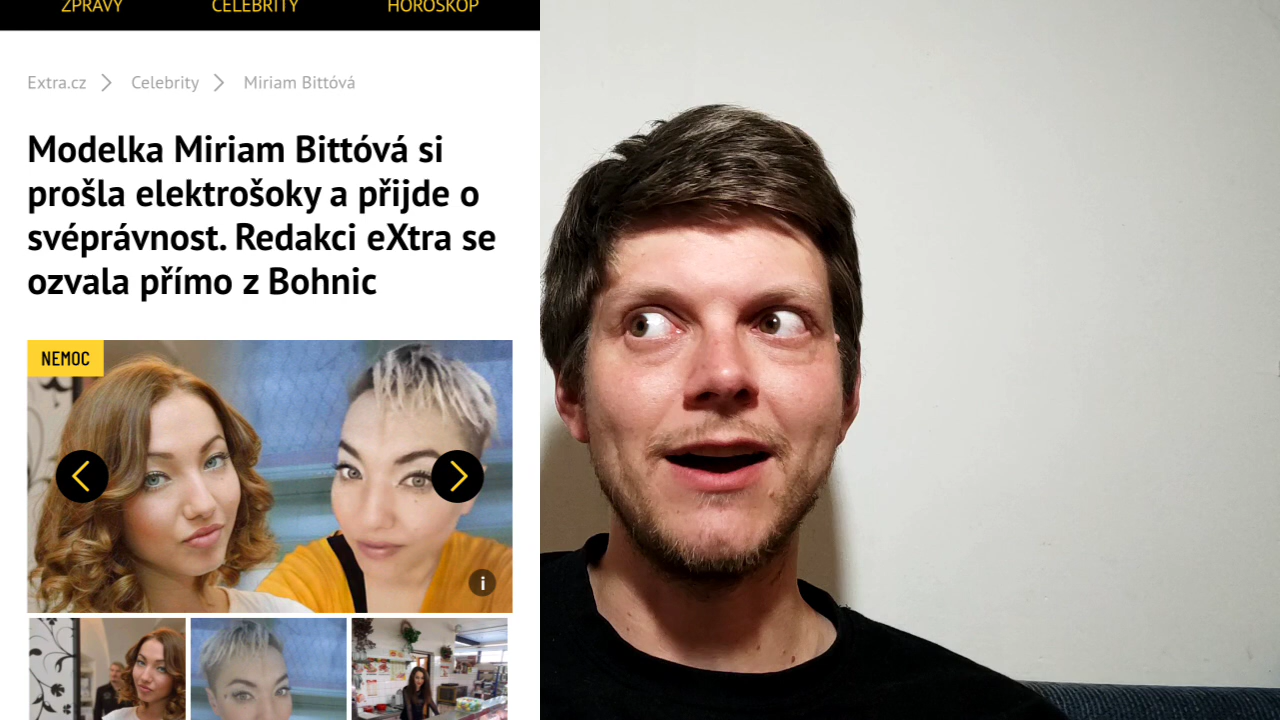 ZPRÁVY CELEBRITY HOROSKOP
Extra.cz Celebrity Miriam Bittóvá
Modelka Miriam Bittóvá si
prošla elektrošoky a přijde o
svéprávnost. Redakci eXtra se
ozvala přímo z Bohnic
NEMOC
i